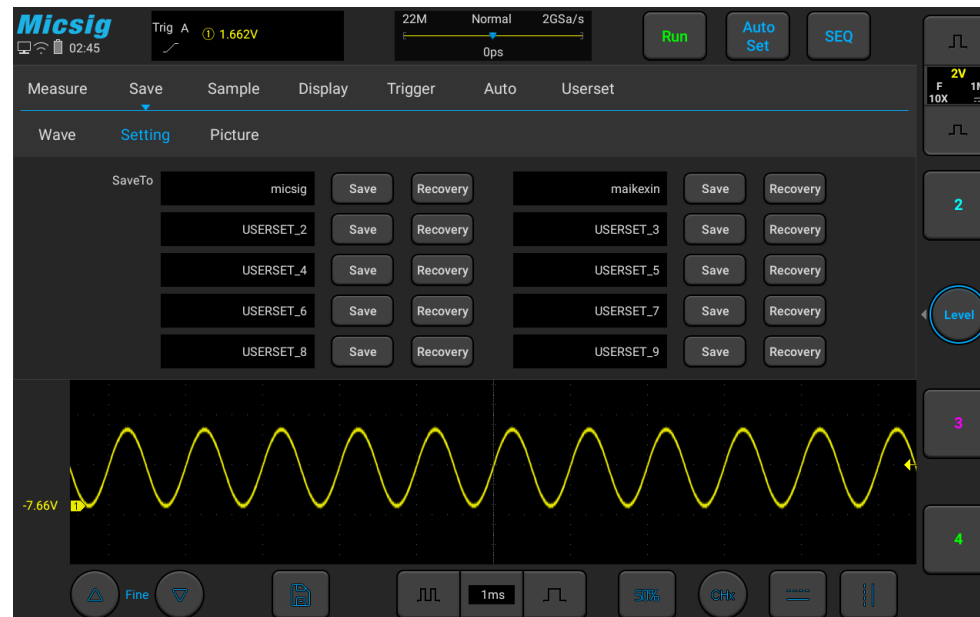 Micsig
02:45
Trig A ① 1.662V
22M Normal 2GSa/s
0ps
Run
Auto Set
SEQ
Measure Save Sample Display Trigger Auto Userset
2V
F 1M
10X
Wave Setting Picture
SaveTo micsig Save Recovery maikexin Save Recovery
USERSET_2 Save Recovery USERSET_3 Save Recovery
2
USERSET_4 Save Recovery USERSET_5 Save Recovery
USERSET_6 Save Recovery USERSET_7 Save Recovery
Level
USERSET_8 Save Recovery USERSET_9 Save Recovery
3
-7.66V 1
4
Fine 1ms 50% CHx